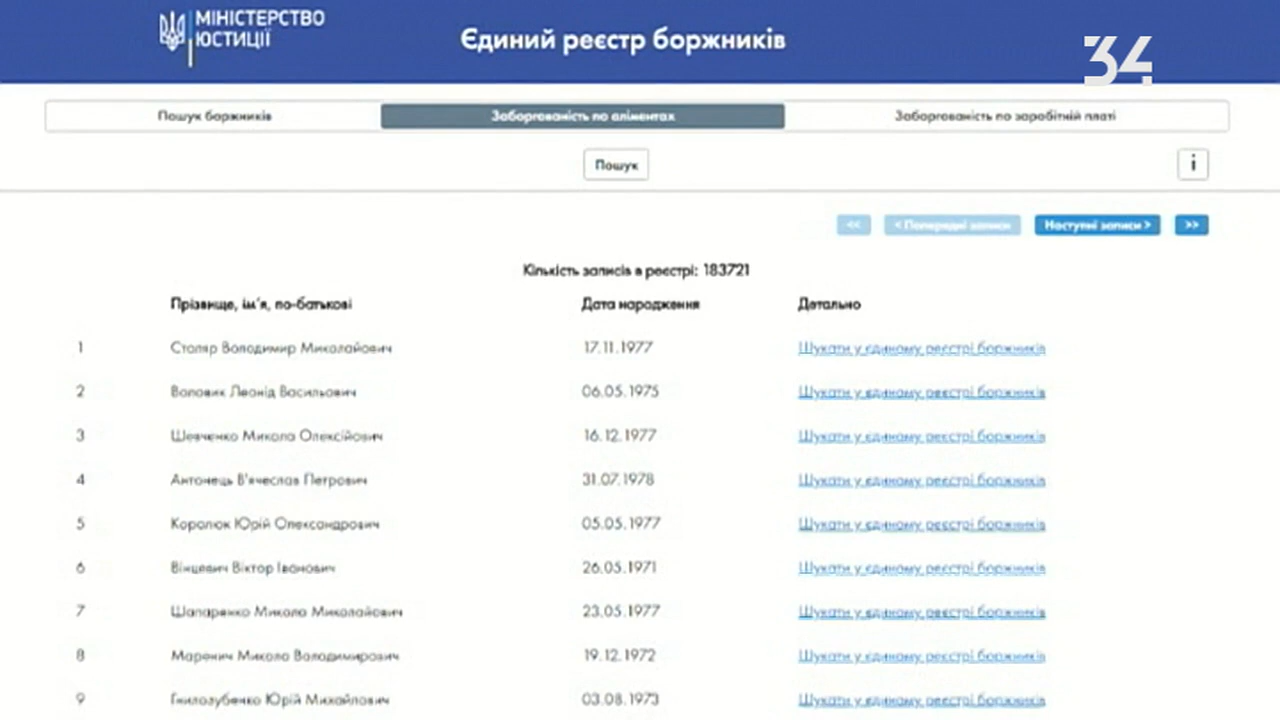 МІНІСТЕРСТВО
ЮСТИЦІЇ
Єдиний реєстр боржників
34
Пошук боржників
Заборгованість по аліментах
Заборгованість по заробітній платі
Пошук
i
<<
< Попередні записи
Наступні записи >
>>
Кількість записів в реєстрі: 183721
Прізвище, ім'я, по-батькові Дата народження Детально
1 Столяр Володимир Миколайович 17.11.1977 Шукати у єдиному реєстрі боржників
2 Воловик Леонід Васильович 06.05.1975 Шукати у єдиному реєстрі боржників
3 Шевченко Микола Олексійович 16.12.1977 Шукати у єдиному реєстрі боржників
4 Антонець В'ячеслав Петрович 31.07.1978 Шукати у єдиному реєстрі боржників
5 Королюк Юрій Олександрович 05.05.1977 Шукати у єдиному реєстрі боржників
6 Вінцевич Віктор Іванович 26.05.1971 Шукати у єдиному реєстрі боржників
7 Шапаренко Микола Миколайович 23.05.1977 Шукати у єдиному реєстрі боржників
8 Маренич Микола Володимирович 19.12.1972 Шукати у єдиному реєстрі боржників
9 Гнилозубенко Юрій Михайлович 03.08.1973 Шукати у єдиному реєстрі боржників